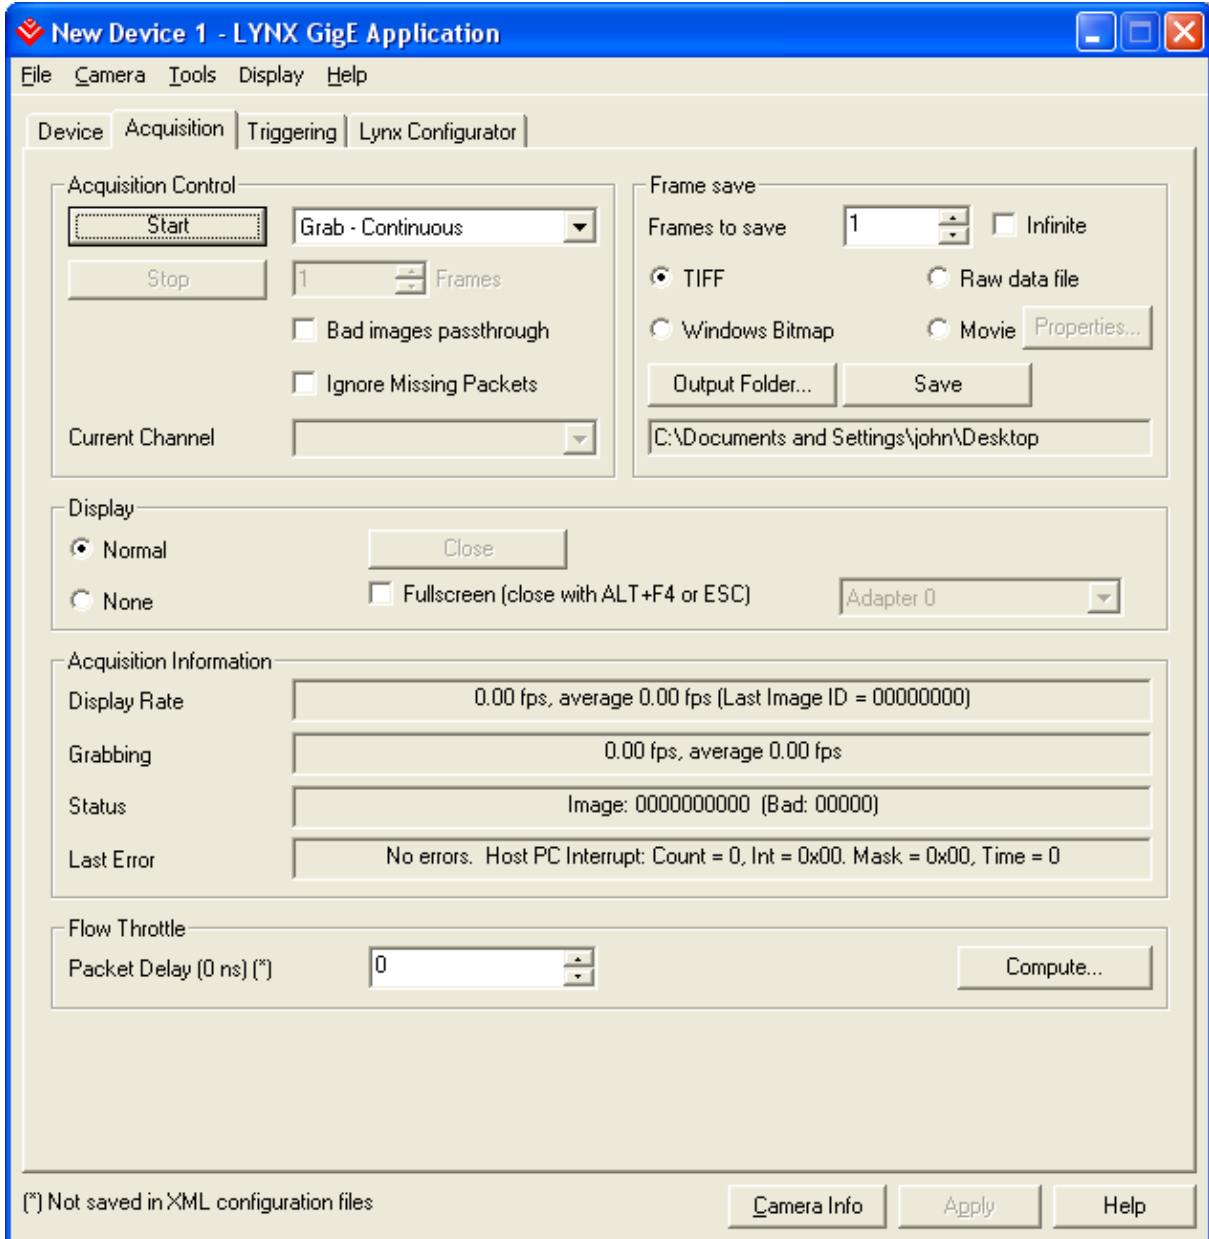 New Device 1 - LYNX GigE Application
File Camera Tools Display Help
Device Acquisition Triggering Lynx Configurator
Acquisition Control
Start Grab - Continuous
Stop 1 Frames
Bad images passthrough
Ignore Missing Packets
Current Channel
Frame save
Frames to save 1 Infinite
TIFF Raw data file
Windows Bitmap Movie Properties...
Output Folder... Save
C:\Documents and Settings\john\Desktop
Display
Normal Close
None Fullscreen (close with ALT+F4 or ESC) Adapter 0
Acquisition Information
Display Rate 0.00 fps, average 0.00 fps (Last Image ID = 00000000)
Grabbing 0.00 fps, average 0.00 fps
Status Image: 0000000000 (Bad: 00000)
Last Error No errors. Host PC Interrupt: Count = 0, Int = 0x00. Mask = 0x00, Time = 0
Flow Throttle
Packet Delay (0 ns) (*) 0 Compute...
(*) Not saved in XML configuration files Camera Info Apply Help